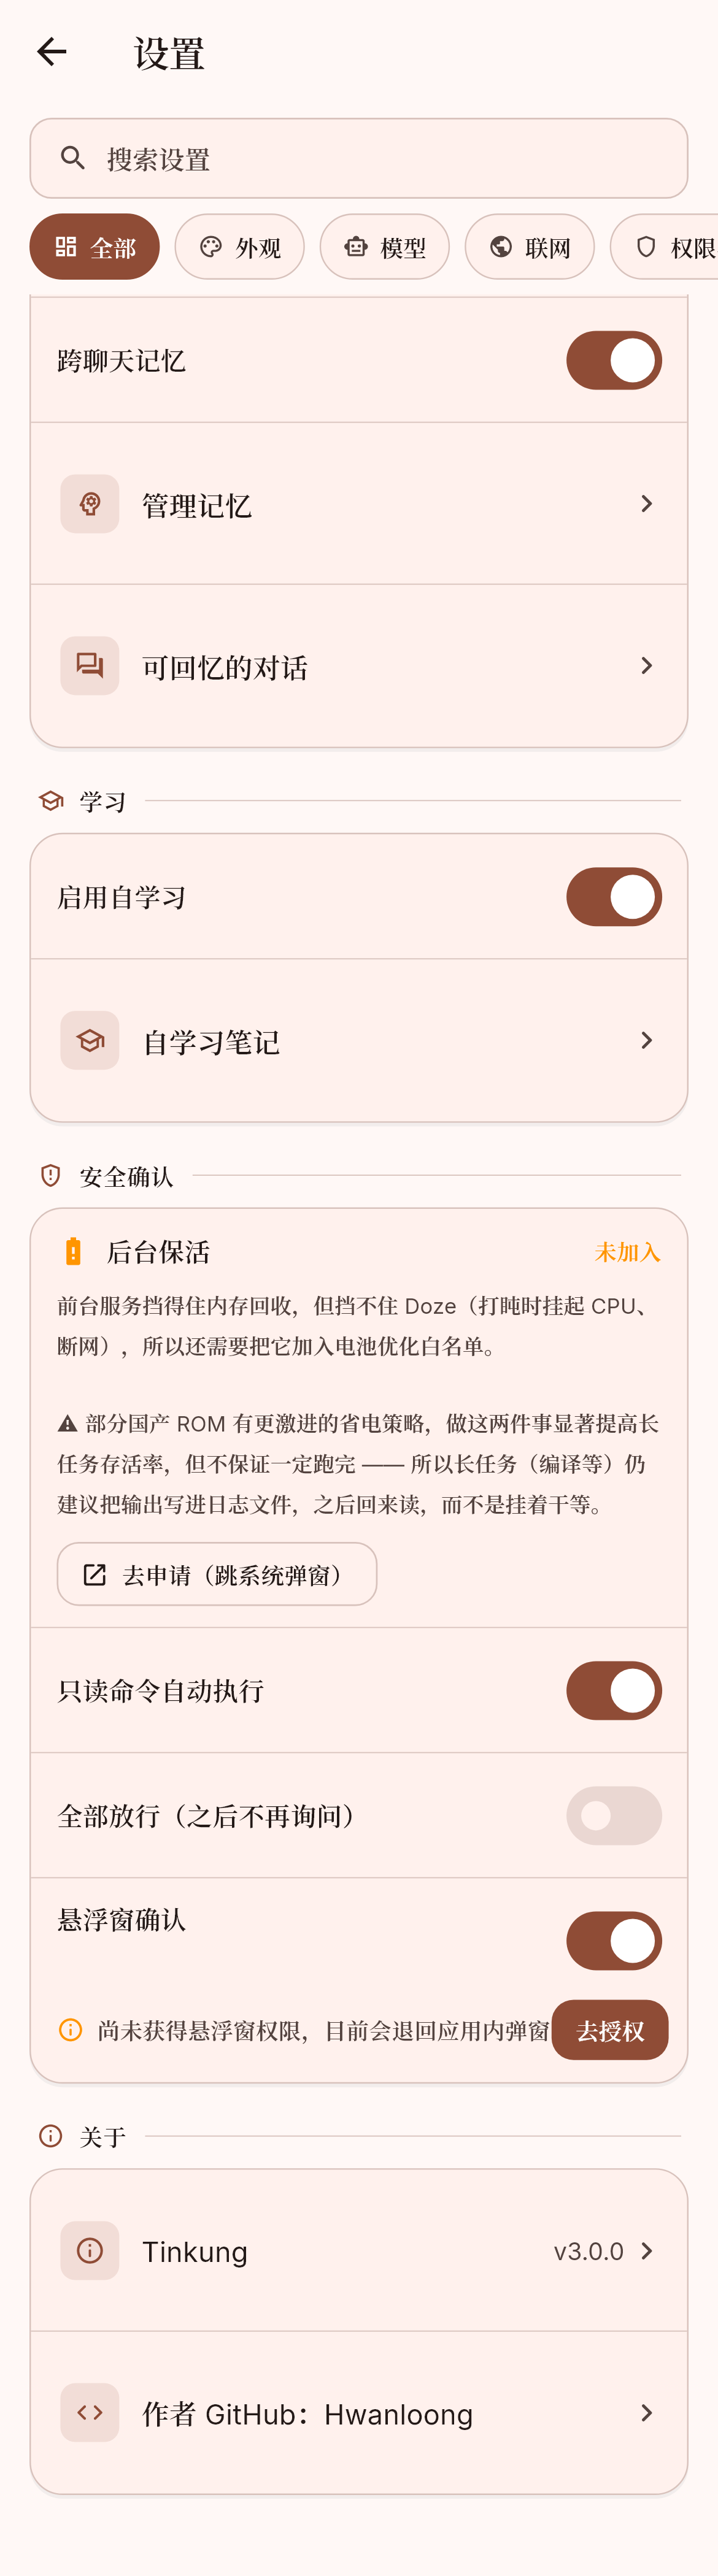 设置
搜索设置
全部 外观 模型 联网 权限
跨聊天记忆
管理记忆
可回忆的对话
学习
启用自学习
自学习笔记
安全确认
后台保活 未加入
前台服务挡得住内存回收，但挡不住 Doze（打盹时挂起 CPU、
断网），所以还需要把它加入电池优化白名单。
⚠ 部分国产 ROM 有更激进的省电策略，做这两件事显著提高长
任务存活率，但不保证一定跑完 —— 所以长任务（编译等）仍
建议把输出写进日志文件，之后回来读，而不是挂着干等。
去申请（跳系统弹窗）
只读命令自动执行
全部放行（之后不再询问）
悬浮窗确认
尚未获得悬浮窗权限，目前会退回应用内弹窗 去授权
关于
Tinkung v3.0.0
作者 GitHub：Hwanloong